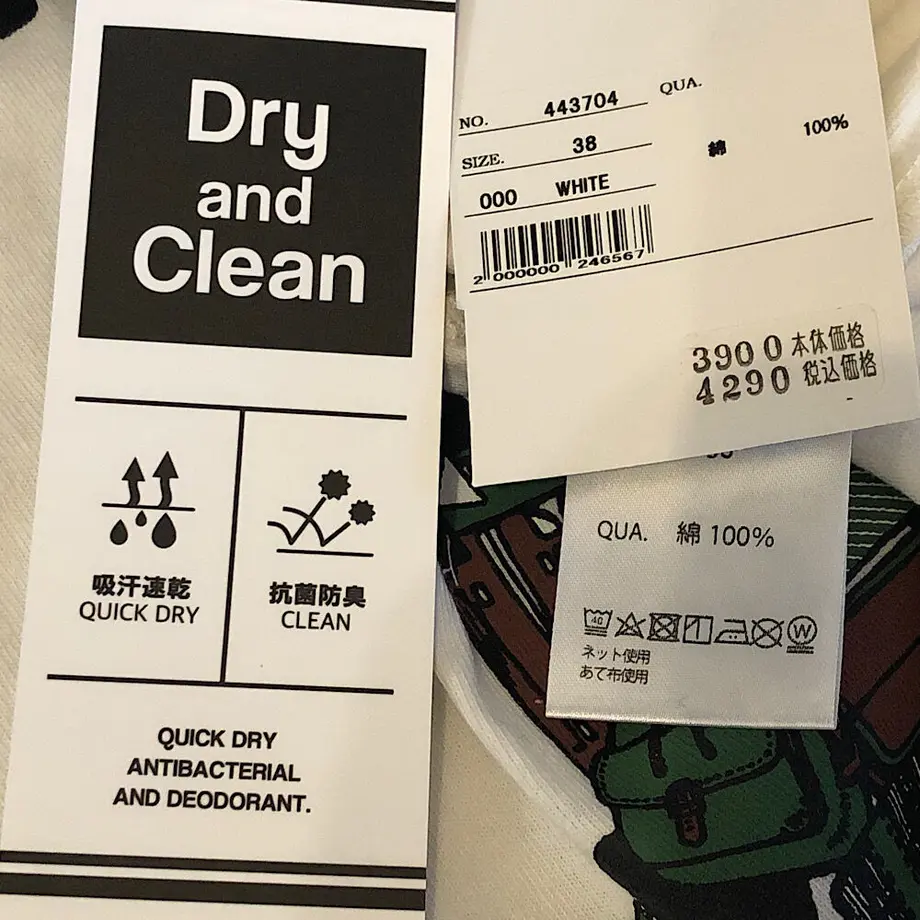 Dry
and
Clean
吸汗速乾
QUICK DRY
抗菌防臭
CLEAN
QUICK DRY
ANTIBACTERIAL
AND DEODORANT.
NO. 443704
SIZE. 38
000 WHITE
2 000000 246567
QUA.
綿 100%
3900 本体価格
4290 税込価格
QUA. 綿 100%
40
W
ネット使用
あて布使用